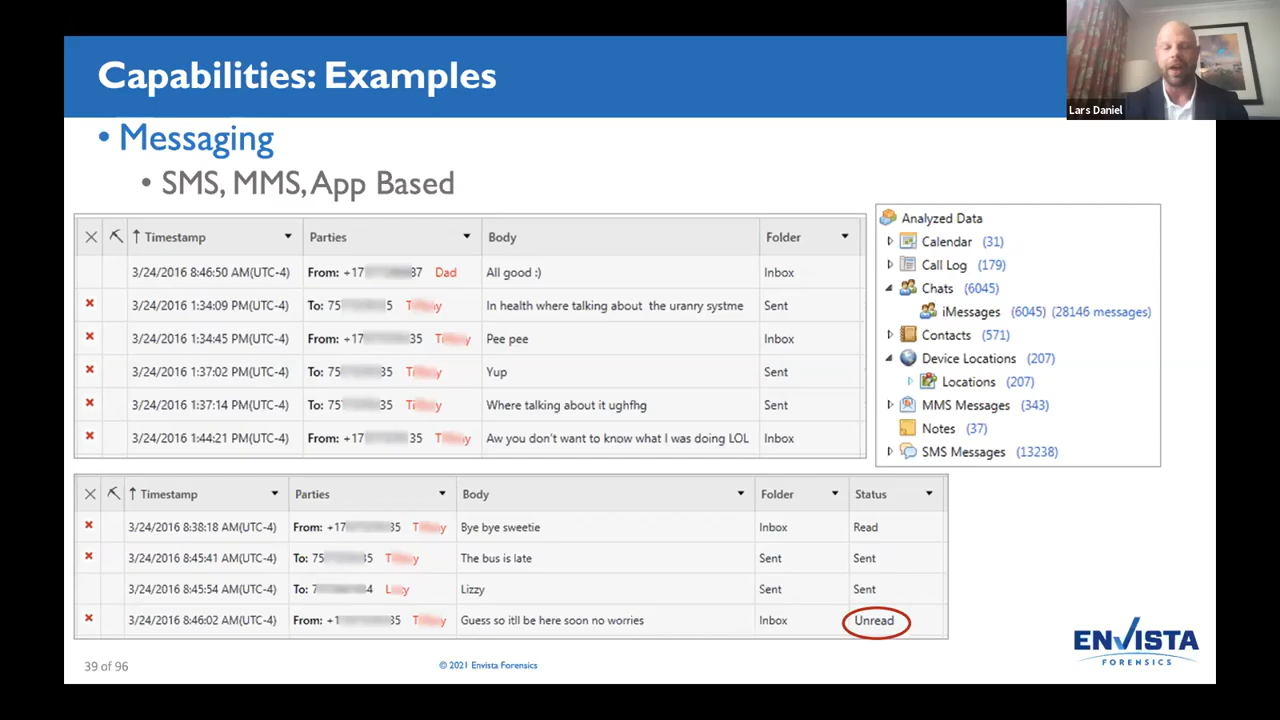 Capabilities: Examples
Lars Daniel
• Messaging
• SMS, MMS, App Based
Timestamp Parties Body Folder
3/24/2016 8:46:50 AM(UTC-4) From: +17 87 Dad All good :) Inbox
3/24/2016 1:34:09 PM(UTC-4) To: 75 5 In health where talking about the uranry systme Sent
3/24/2016 1:34:45 PM(UTC-4) From: +17 35 Pee pee Inbox
3/24/2016 1:37:02 PM(UTC-4) To: 75 35 Yup Sent
3/24/2016 1:37:14 PM(UTC-4) To: 75 35 Where talking about it ughfhg Sent
3/24/2016 1:44:21 PM(UTC-4) From: +17 35 Aw you don't want to know what I was doing LOL Inbox
Analyzed Data
Calendar (31)
Call Log (179)
Chats (6045)
iMessages (6045) (28146 messages)
Contacts (571)
Device Locations (207)
Locations (207)
MMS Messages (343)
Notes (37)
SMS Messages (13238)
Timestamp Parties Body Folder Status
3/24/2016 8:38:18 AM(UTC-4) From: +17 35 Bye bye sweetie Inbox Read
3/24/2016 8:45:41 AM(UTC-4) To: 75 35 The bus is late Sent Sent
3/24/2016 8:45:54 AM(UTC-4) To: 7 4 Lizzy Sent Sent
3/24/2016 8:46:02 AM(UTC-4) From: +1 35 Guess so itll be here soon no worries Inbox Unread
39 of 96
© 2021 Envista Forensics
ENVISTA
FORENSICS